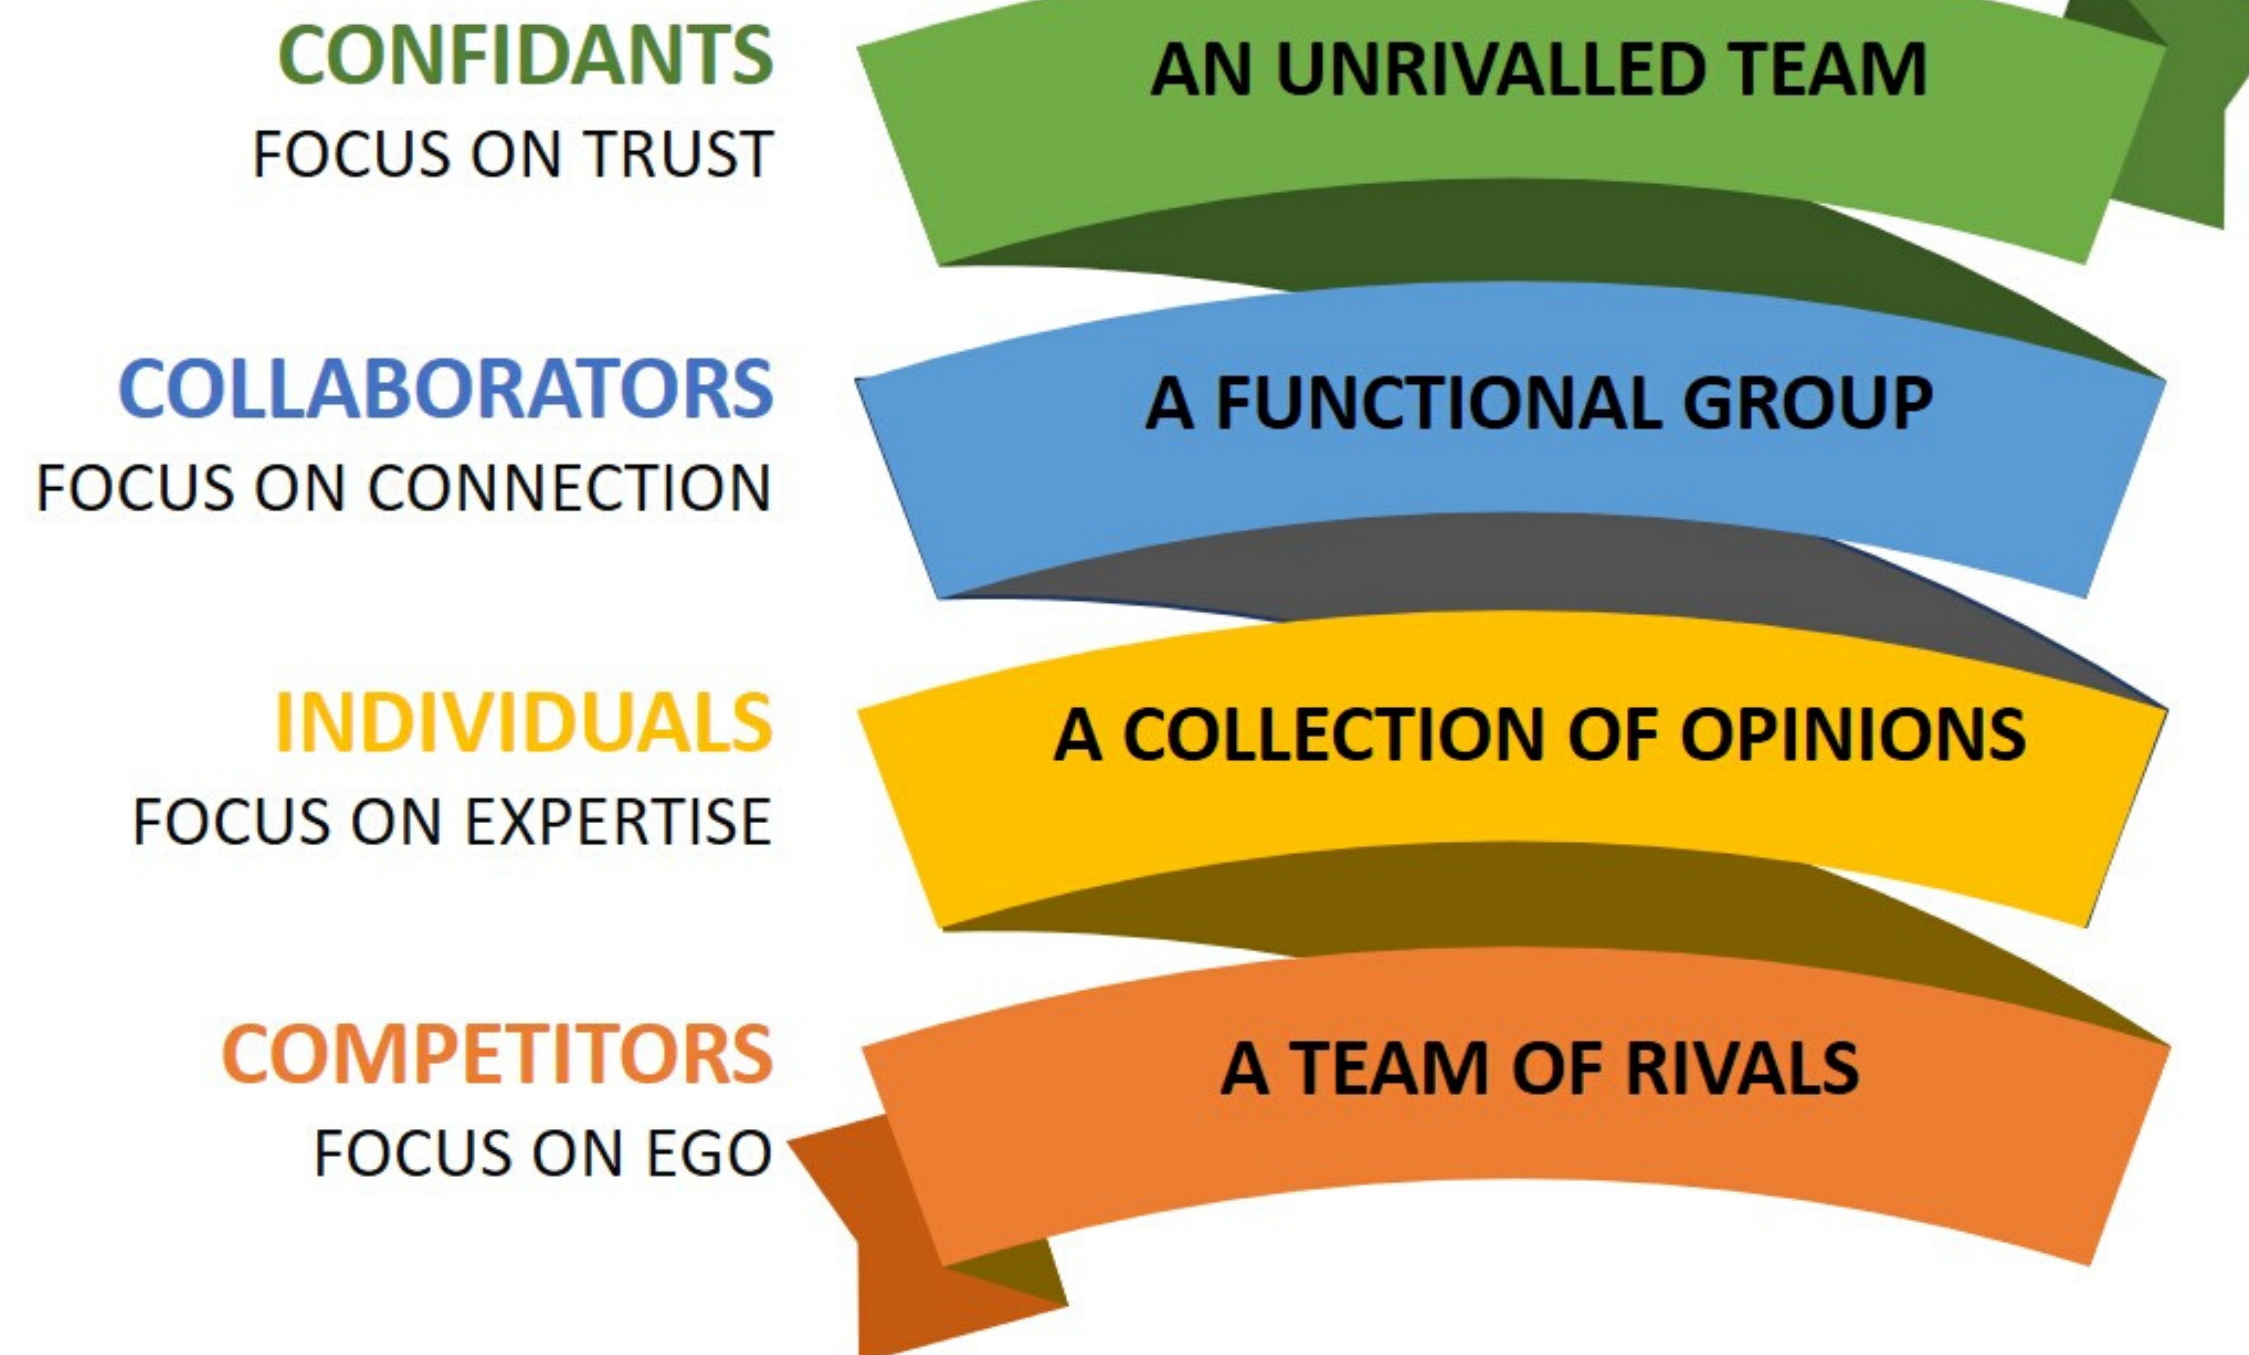 CONFIDANTS
FOCUS ON TRUST
AN UNRIVALLED TEAM
COLLABORATORS
FOCUS ON CONNECTION
A FUNCTIONAL GROUP
INDIVIDUALS
FOCUS ON EXPERTISE
A COLLECTION OF OPINIONS
COMPETITORS
FOCUS ON EGO
A TEAM OF RIVALS